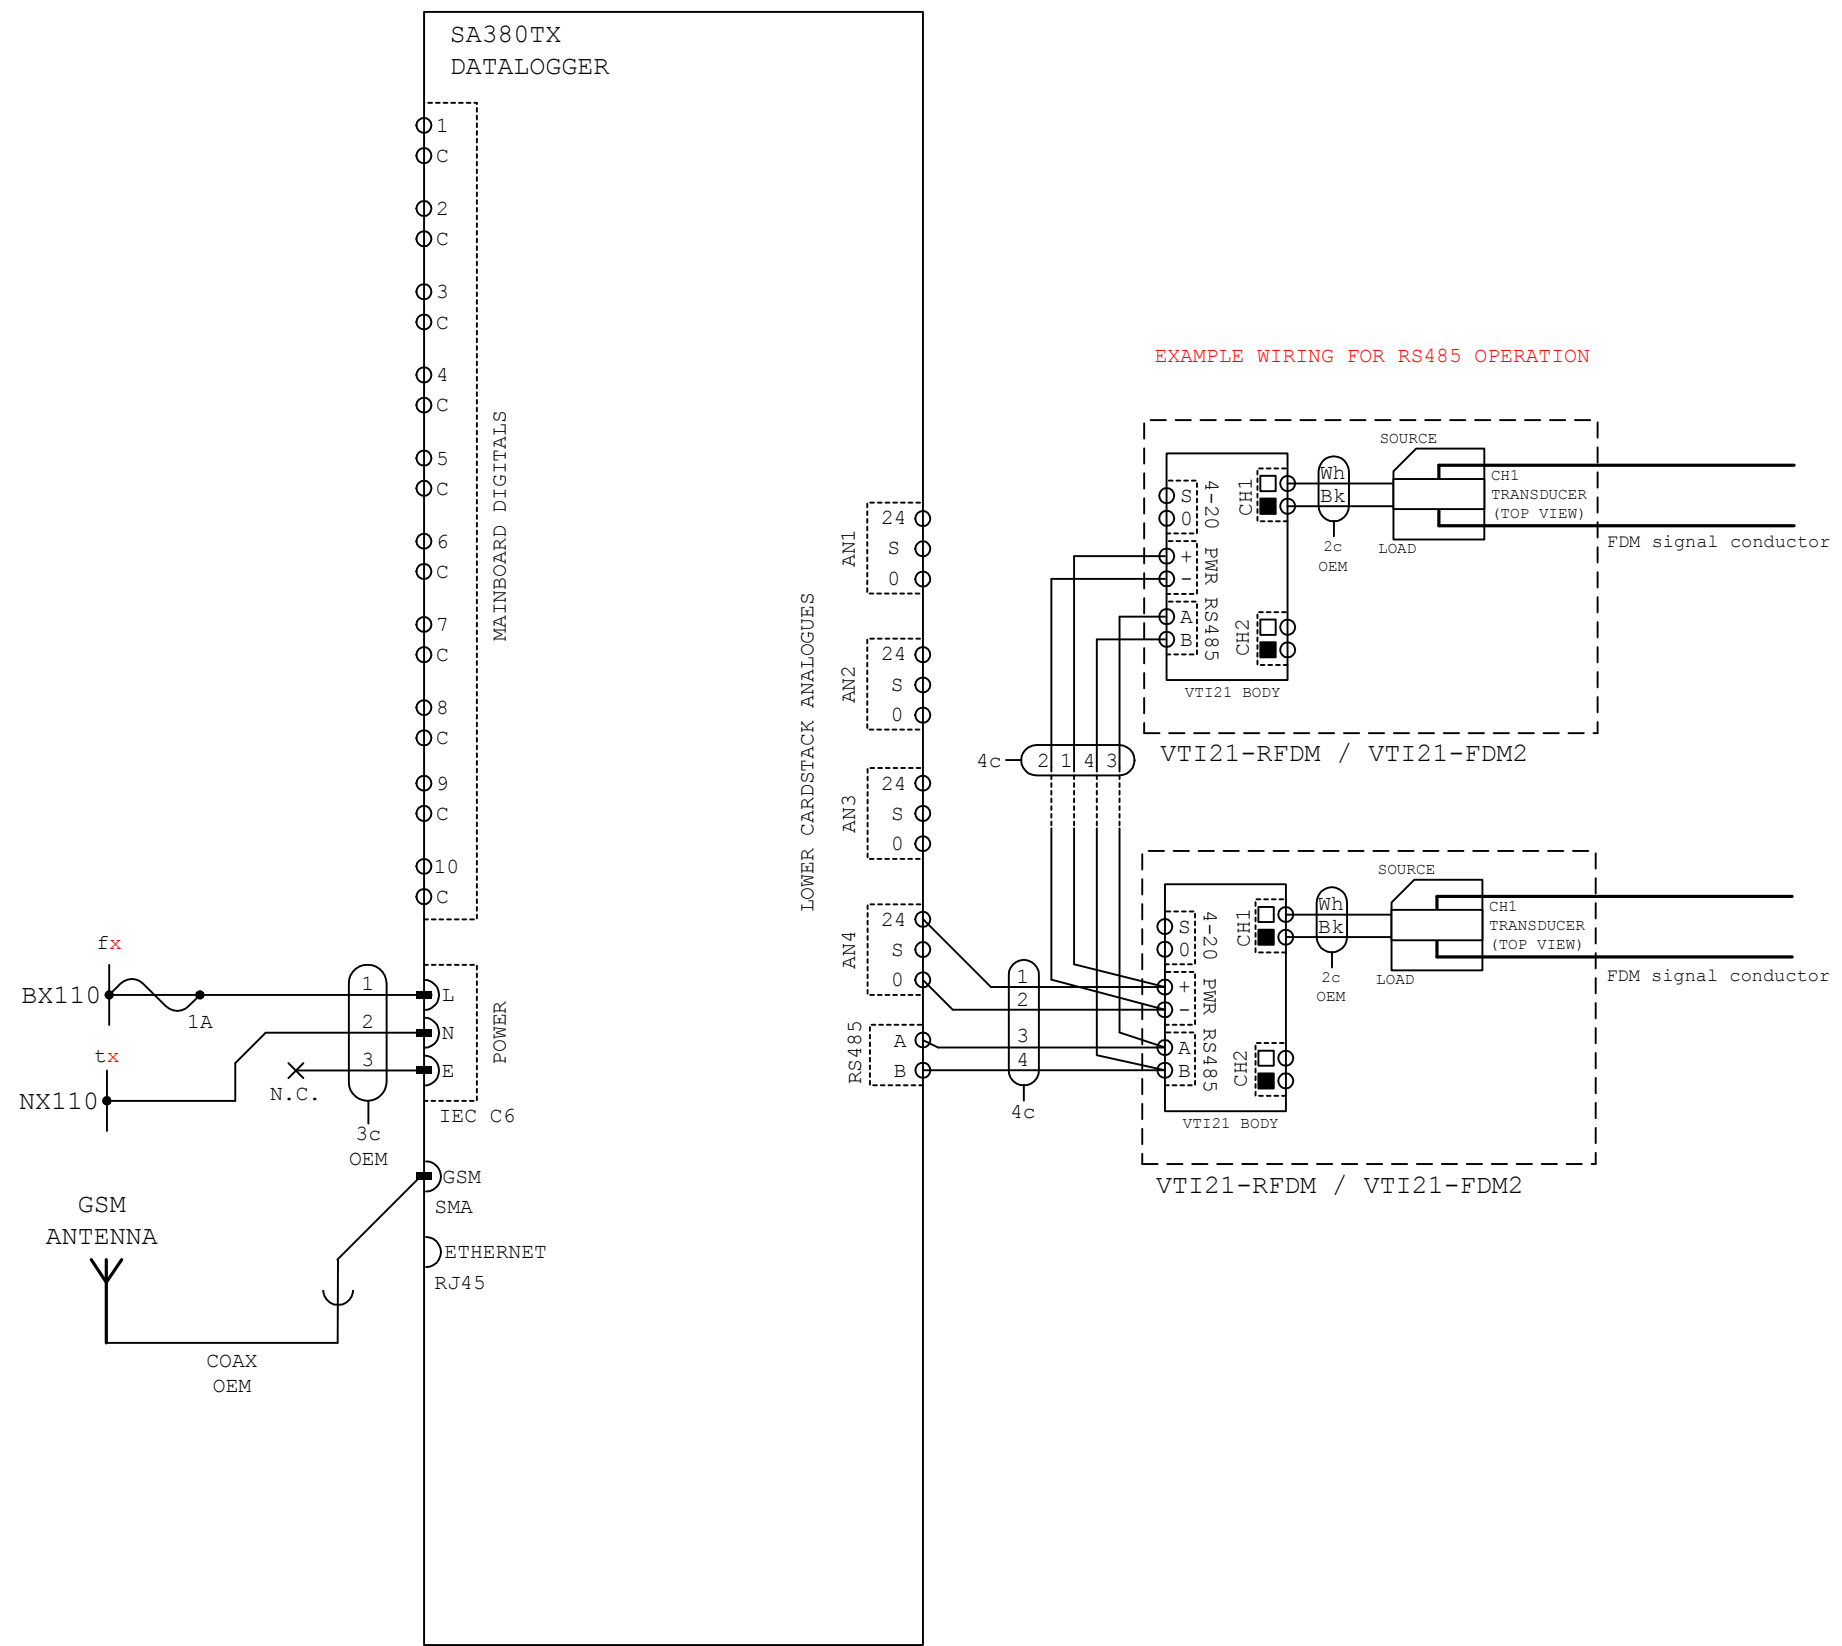 SA380TX
DATALOGGER
1
C
2
C
3
C
4
C
5
C
6
C
7
C
8
C
9
C
10
C
MAINBOARD DIGITALS
fx
BX110
1A
tx
NX110
N.C.
1
2
3
3c
OEM
L
N
E
POWER
IEC C6
GSM
SMA
ETHERNET
RJ45
GSM
ANTENNA
COAX
OEM
LOWER CARDSTACK ANALOGUES
AN1
24
S
0
AN2
24
S
0
AN3
24
S
0
AN4
24
S
0
RS485
A
B
1
2
3
4
4c
4c
2 1 4 3
EXAMPLE WIRING FOR RS485 OPERATION
S
0
4-20
+
-
PWR
A
B
RS485
CH1
CH2
VTI21 BODY
Wh
Bk
2c
OEM
SOURCE
LOAD
CH1
TRANSDUCER
(TOP VIEW)
FDM signal conductor
VTI21-RFDM / VTI21-FDM2
S
0
4-20
+
-
PWR
A
B
RS485
CH1
CH2
VTI21 BODY
Wh
Bk
2c
OEM
SOURCE
LOAD
CH1
TRANSDUCER
(TOP VIEW)
FDM signal conductor
VTI21-RFDM / VTI21-FDM2